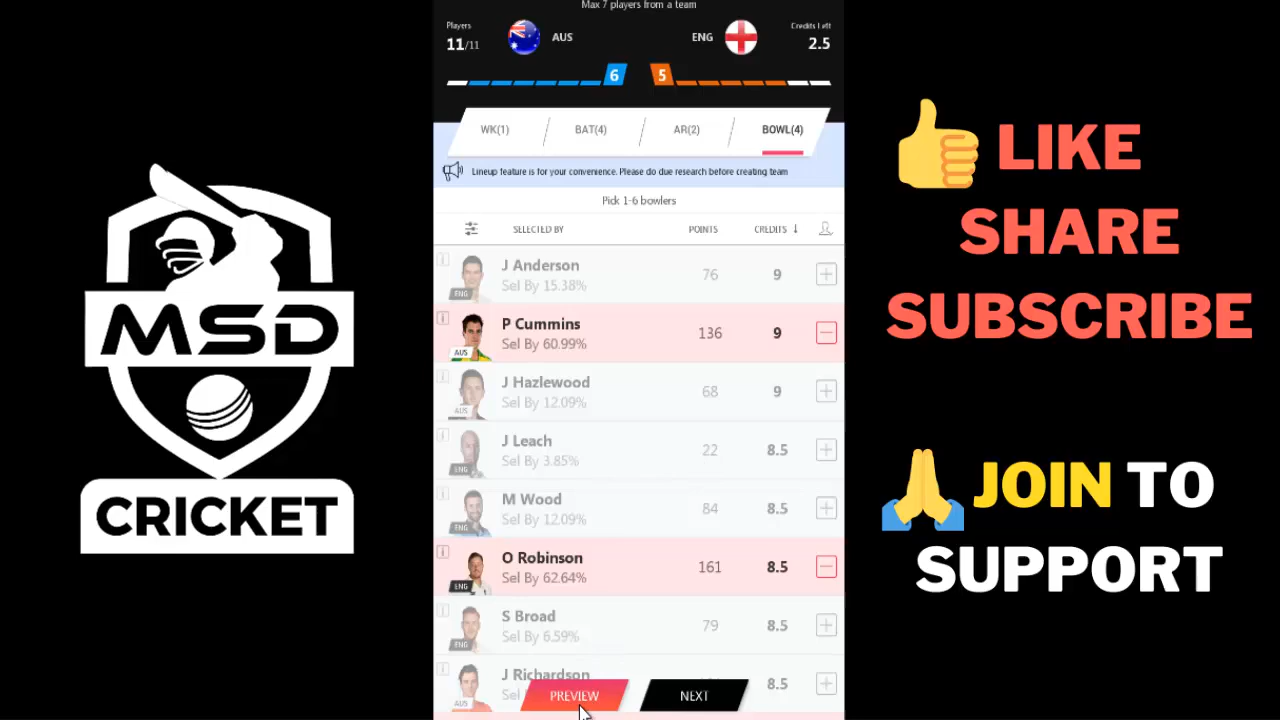 MSD
CRICKET
Max 7 players from a team
Players
11/11
AUS
ENG
Credits Left
2.5
6
5
WK(1)
BAT(4)
AR(2)
BOWL(4)
Lineup feature is for your convenience. Please do due research before creating team
Pick 1-6 bowlers
SELECTED BY
POINTS
CREDITS ↓
J Anderson
Sel By 15.38%
76
9
ENG
P Cummins
Sel By 60.99%
136
9
AUS
J Hazlewood
Sel By 12.09%
68
9
AUS
J Leach
Sel By 3.85%
22
8.5
ENG
M Wood
Sel By 12.09%
84
8.5
ENG
O Robinson
Sel By 62.64%
161
8.5
ENG
S Broad
Sel By 6.59%
79
8.5
ENG
J Richardson
Sel
8.5
AUS
PREVIEW
NEXT
LIKE
SHARE
SUBSCRIBE
JOIN TO
SUPPORT